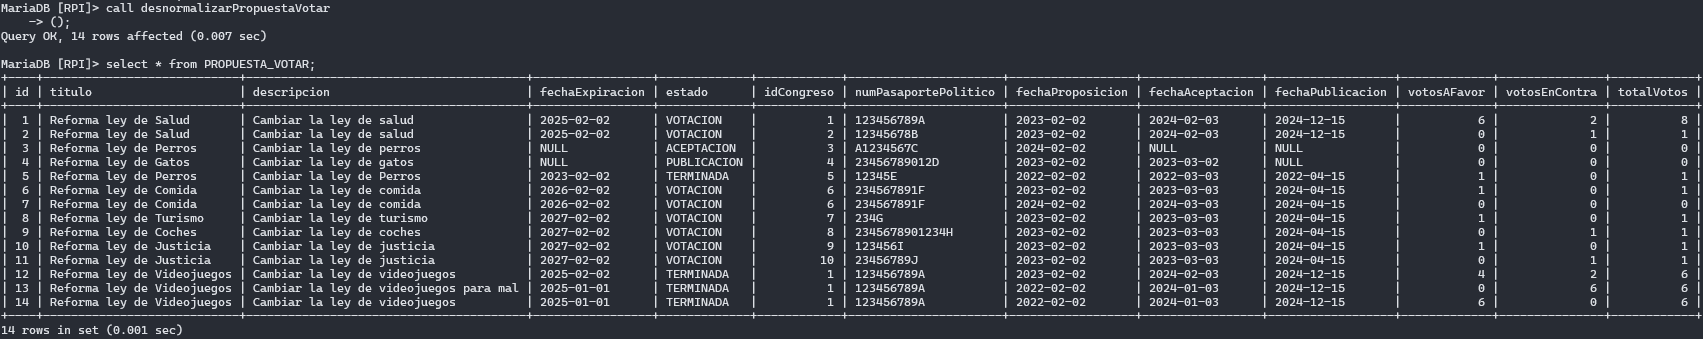 MariaDB [RPI]> call desnormalizarPropuestaVotar
    -> ();
Query OK, 14 rows affected (0.007 sec)

MariaDB [RPI]> select * from PROPUESTA_VOTAR;
| id | titulo | descripcion | fechaExpiracion | estado | idCongreso | numPasaportePolitico | fechaProposicion | fechaAceptacion | fechaPublicacion | votosAFavor | votosEnContra | totalVotos |
| 1 | Reforma ley de Salud | Cambiar la ley de salud | 2025-02-02 | VOTACION | 1 | 123456789A | 2023-02-02 | 2024-02-03 | 2024-12-15 | 6 | 2 | 8 |
| 2 | Reforma ley de Salud | Cambiar la ley de salud | 2025-02-02 | VOTACION | 2 | 12345678B | 2023-02-02 | 2024-02-03 | 2024-12-15 | 0 | 1 | 1 |
| 3 | Reforma ley de Perros | Cambiar la ley de perros | NULL | ACEPTACION | 3 | A1234567C | 2024-02-02 | NULL | NULL | 0 | 0 | 0 |
| 4 | Reforma ley de Gatos | Cambiar la ley de gatos | NULL | PUBLICACION | 4 | 23456789012D | 2023-02-02 | 2023-03-02 | NULL | 0 | 0 | 0 |
| 5 | Reforma ley de Perros | Cambiar la ley de Perros | 2023-02-02 | TERMINADA | 5 | 12345E | 2022-02-02 | 2022-03-03 | 2022-04-15 | 1 | 0 | 1 |
| 6 | Reforma ley de Comida | Cambiar la ley de comida | 2026-02-02 | VOTACION | 6 | 234567891F | 2023-02-02 | 2023-03-03 | 2024-04-15 | 1 | 0 | 1 |
| 7 | Reforma ley de Comida | Cambiar la ley de comida | 2026-02-02 | VOTACION | 6 | 234567891F | 2024-02-02 | 2024-03-03 | 2024-04-15 | 0 | 0 | 0 |
| 8 | Reforma ley de Turismo | Cambiar la ley de turismo | 2027-02-02 | VOTACION | 7 | 234G | 2023-02-02 | 2023-03-03 | 2024-04-15 | 1 | 0 | 1 |
| 9 | Reforma ley de Coches | Cambiar la ley de coches | 2027-02-02 | VOTACION | 8 | 2345678901234H | 2023-02-02 | 2023-03-03 | 2024-04-15 | 0 | 1 | 1 |
| 10 | Reforma ley de Justicia | Cambiar la ley de justicia | 2027-02-02 | VOTACION | 9 | 123456I | 2023-02-02 | 2023-03-03 | 2024-04-15 | 1 | 0 | 1 |
| 11 | Reforma ley de Justicia | Cambiar la ley de justicia | 2027-02-02 | VOTACION | 10 | 23456789J | 2023-02-02 | 2023-03-03 | 2024-04-15 | 0 | 1 | 1 |
| 12 | Reforma ley de Videojuegos | Cambiar la ley de videojuegos | 2025-02-02 | TERMINADA | 1 | 123456789A | 2023-02-02 | 2024-02-03 | 2024-12-15 | 4 | 2 | 6 |
| 13 | Reforma ley de Videojuegos | Cambiar la ley de videojuegos para mal | 2025-01-01 | TERMINADA | 1 | 123456789A | 2022-02-02 | 2024-01-03 | 2024-12-15 | 0 | 6 | 6 |
| 14 | Reforma ley de Videojuegos | Cambiar la ley de videojuegos | 2025-01-01 | TERMINADA | 1 | 123456789A | 2022-02-02 | 2024-01-03 | 2024-12-15 | 6 | 0 | 6 |
14 rows in set (0.001 sec)